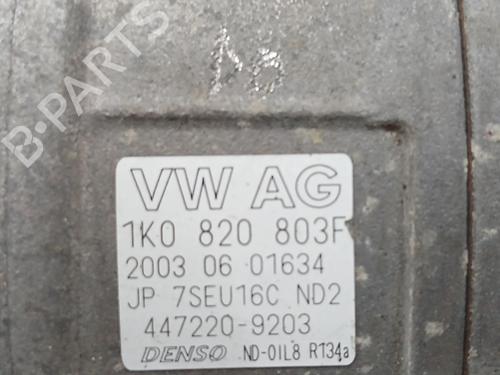 B-PARTS
VW AG
1K0 820 803F
2003 06 01634
JP 7SEU16C ND2
447220-9203
DENSO ND-OIL8 R134a